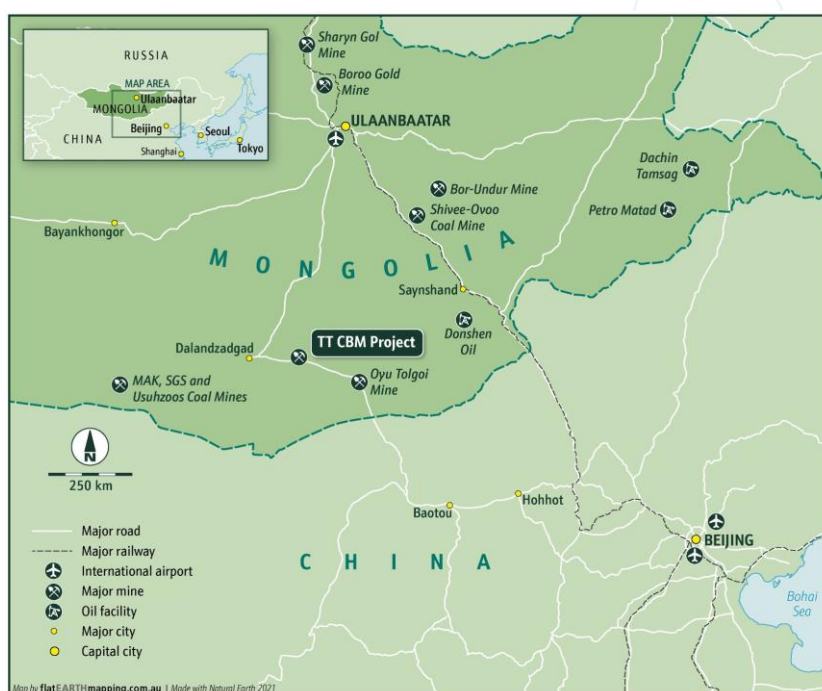 RUSSIA
MAP AREA
Ulaanbaatar
MONGOLIA
Beijing
CHINA
Seoul
Shanghai
Tokyo
Sharyn Gol
Mine
Boroo Gold
Mine
ULAANBAATAR
Dachin
Tamsag
Bor-Undur Mine
Petro Matad
Shivee-Ovoo
Coal Mine
Bayankhongor
MONGOLIA
Saynshand
Donshen
Oil
TT CBM Project
Dalandzadgad
Oyu Tolgoi
Mine
MAK, SGS and
Usuhzoos Coal Mines
N
250 km
Hohhot
Baotou
BEIJING
CHINA
Bohai
Sea
Major road
Major railway
International airport
Major mine
Oil facility
Major city
Capital city
Map by flatEARTHmapping.com.au | Made with Natural Earth 2021